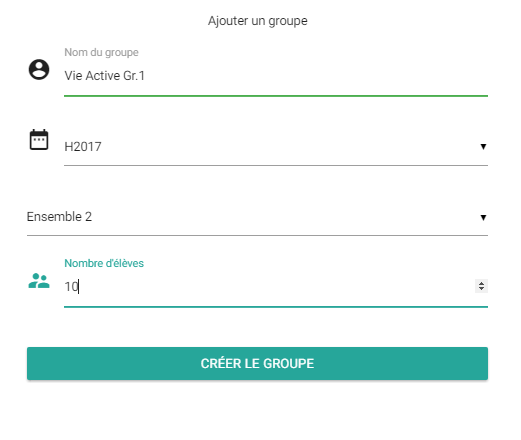 Ajouter un groupe
Nom du groupe
Vie Active Gr.1
H2017
Ensemble 2
Nombre d'élèves
10
CRÉER LE GROUPE